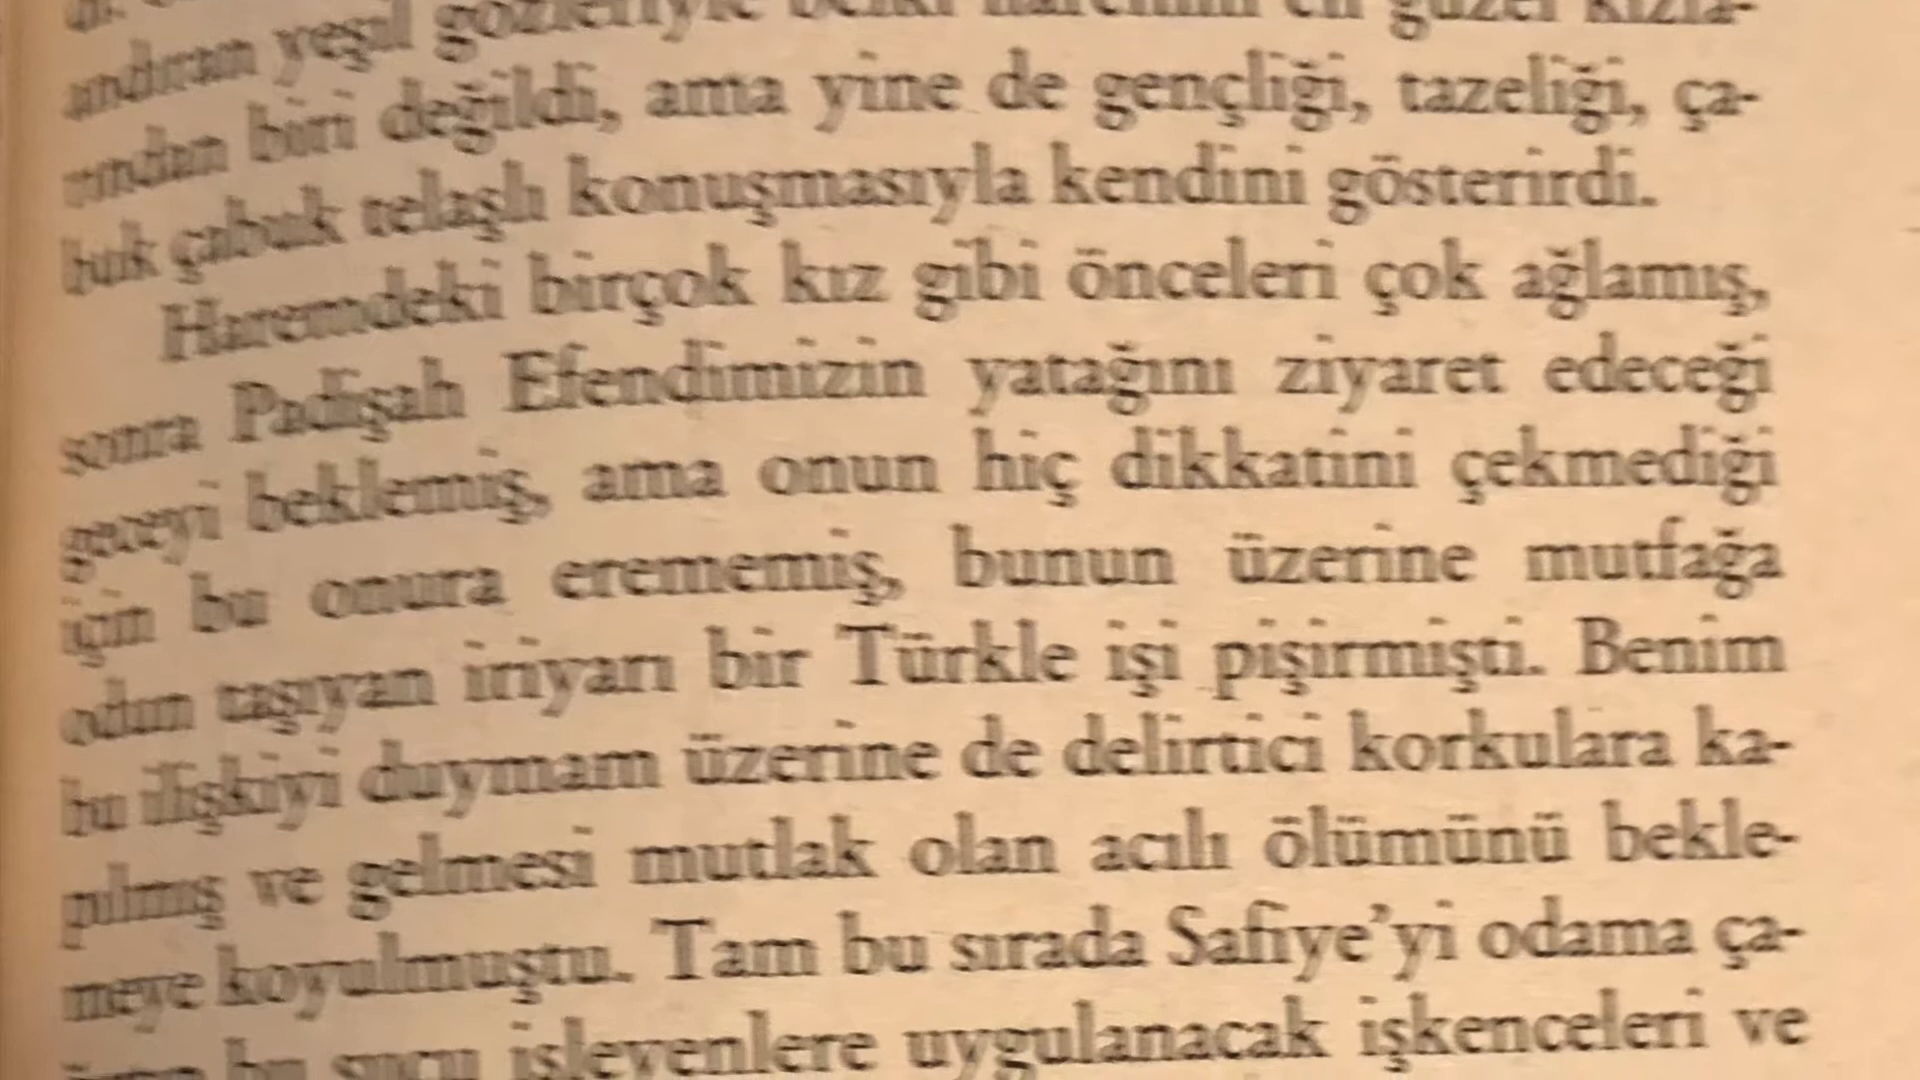 andıran yeşil gözleriyle belki haremin en güzel kızla-
rından biri değildi, ama yine de gençliği, tazeliği, ça-
buk çabuk telaşlı konuşmasıyla kendini gösterirdi.
Haremdeki birçok kız gibi önceleri çok ağlamış,
sonra Padişah Efendimizin yatağını ziyaret edeceği
geceyi beklemiş, ama onun hiç dikkatini çekmediği
için bu onura erememiş, bunun üzerine mutfağa
odun taşıyan iriyarı bir Türkle işi pişirmişti. Benim
bu ilişkiyi duymam üzerine de delirtici korkulara ka-
pılmış ve gelmesi mutlak olan acılı ölümünü bekle-
meye koyulmuştu. Tam bu sırada Safiye'yi odama ça-
bu suçu işleyenlere uygulanacak işkenceleri ve